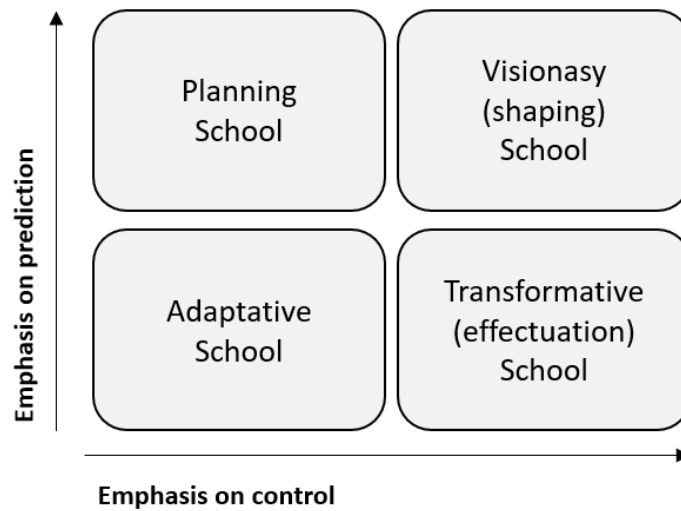 Planning
School
Visionasy
(shaping)
School
Adaptative
School
Transformative
(effectuation)
School
Emphasis on prediction
Emphasis on control